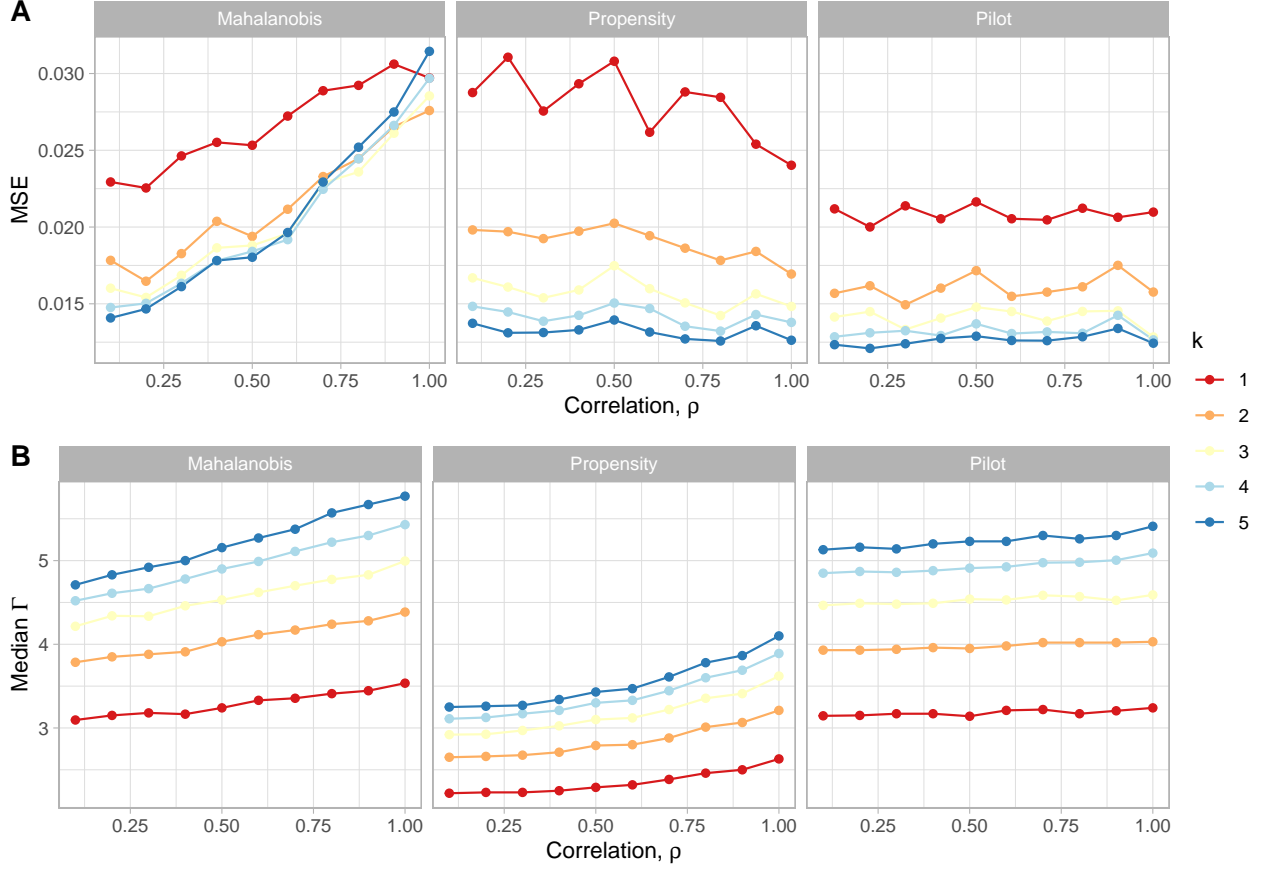 A
Mahalanobis Propensity Pilot
MSE
0.030
0.025
0.020
0.015
0.25 0.50 0.75 1.00 0.25 0.50 0.75 1.00 0.25 0.50 0.75 1.00
Correlation, ρ
k
1
2
3
4
5
B
Mahalanobis Propensity Pilot
Median Γ
5
4
3
0.25 0.50 0.75 1.00 0.25 0.50 0.75 1.00 0.25 0.50 0.75 1.00
Correlation, ρ